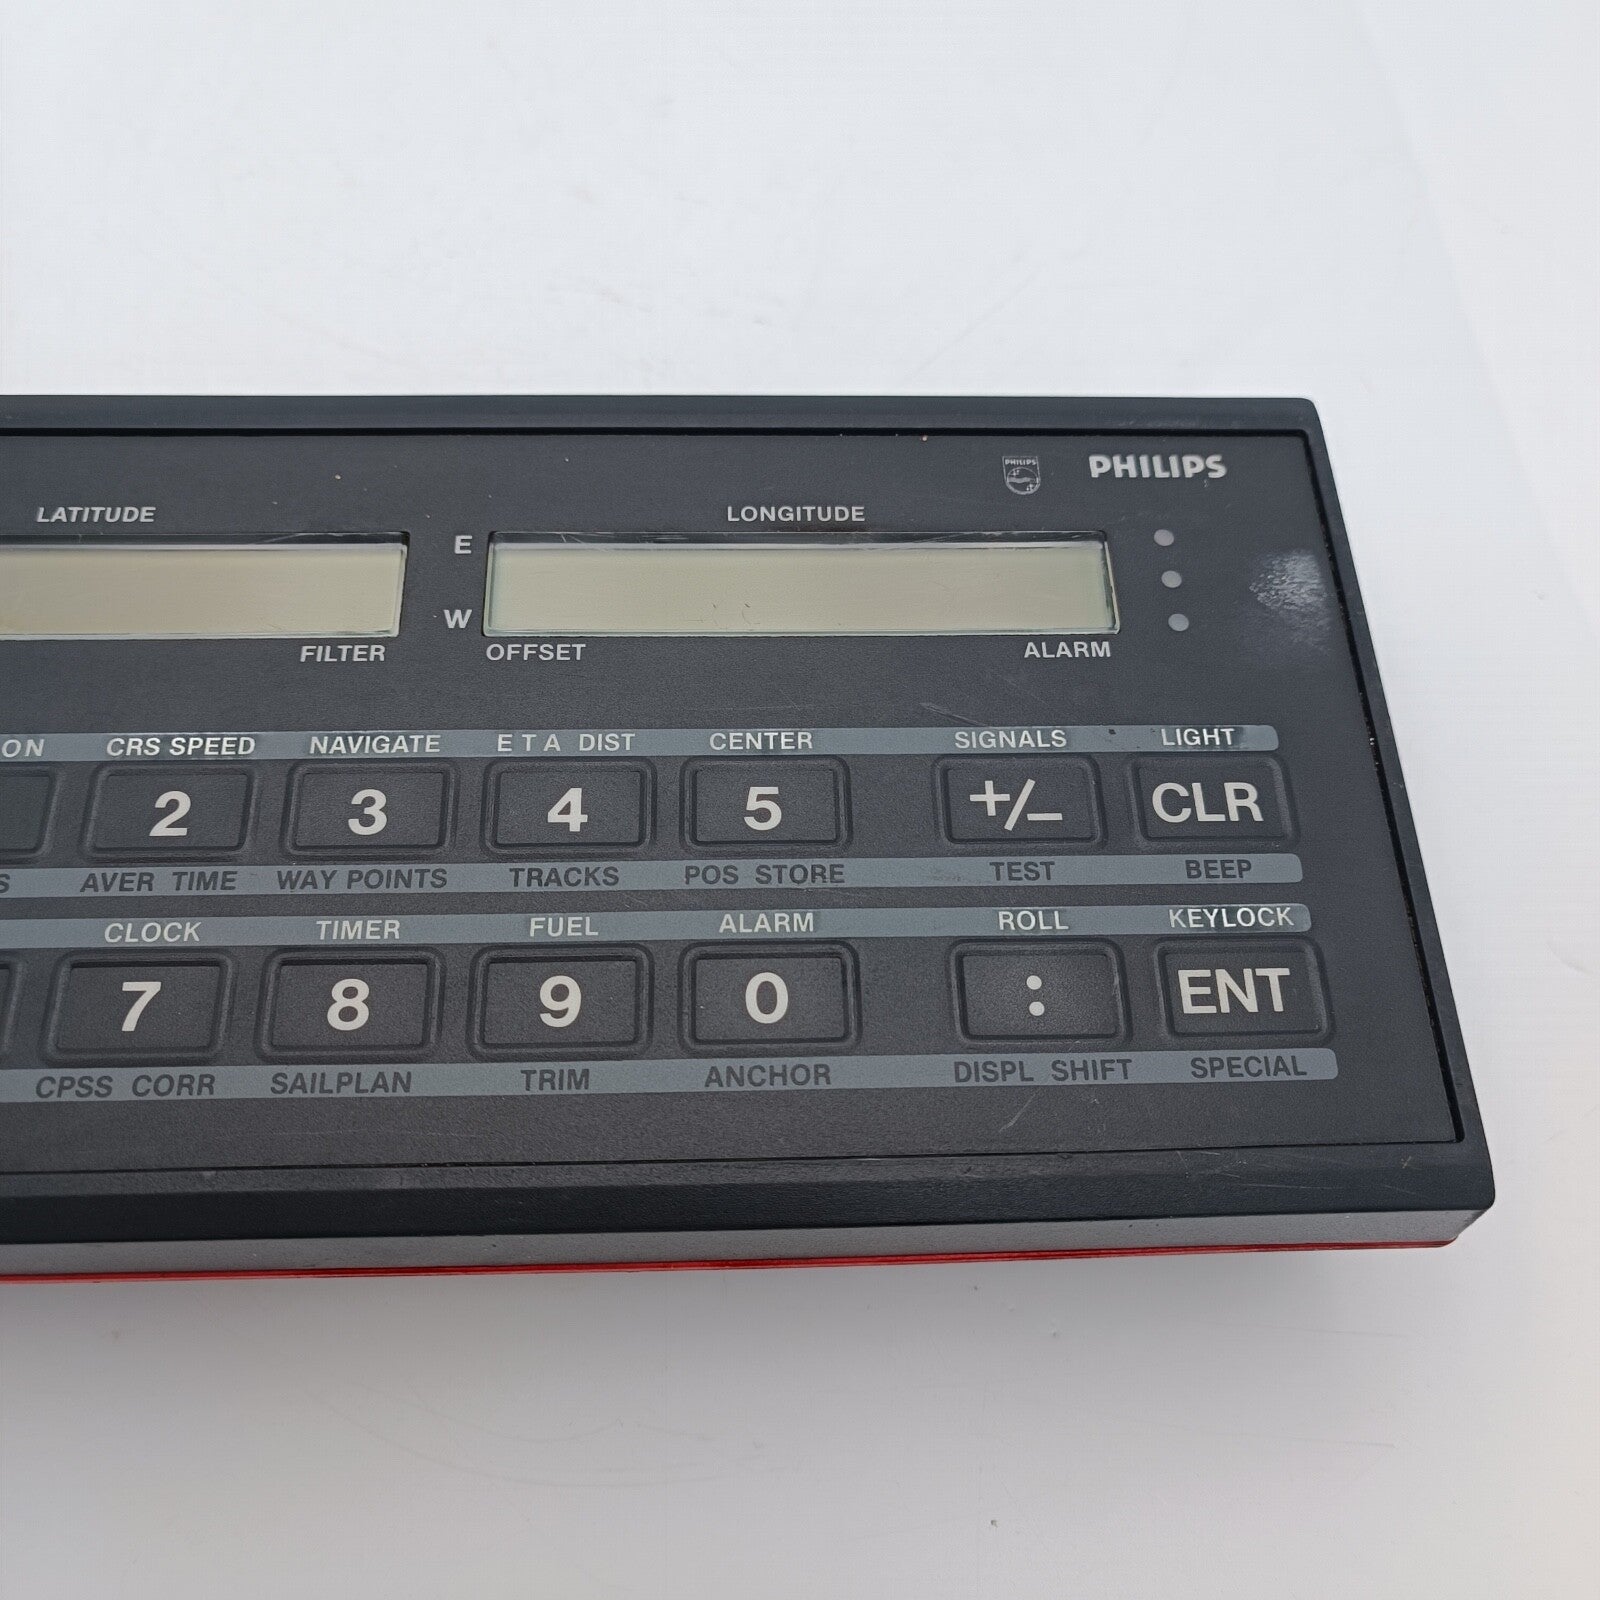 PHILIPS PHILIPS
LATITUDE LONGITUDE
E
W
FILTER OFFSET ALARM
ON CRS SPEED NAVIGATE E T A DIST CENTER SIGNALS LIGHT
2 3 4 5 +/- CLR
S AVER TIME WAY POINTS TRACKS POS STORE TEST BEEP
CLOCK TIMER FUEL ALARM ROLL KEYLOCK
7 8 9 0 : ENT
CPSS CORR SAILPLAN TRIM ANCHOR DISPL SHIFT SPECIAL